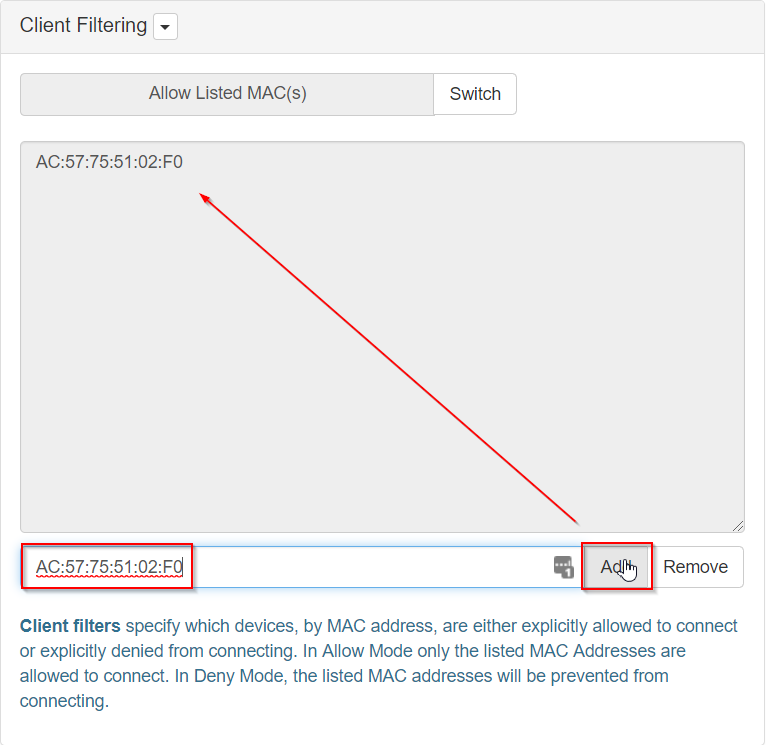 Client Filtering
Allow Listed MAC(s)
Switch
AC:57:75:51:02:F0
AC:57:75:51:02:F0
1
Add
Remove
Client filters specify which devices, by MAC address, are either explicitly allowed to connect
or explicitly denied from connecting. In Allow Mode only the listed MAC Addresses are
allowed to connect. In Deny Mode, the listed MAC addresses will be prevented from
connecting.